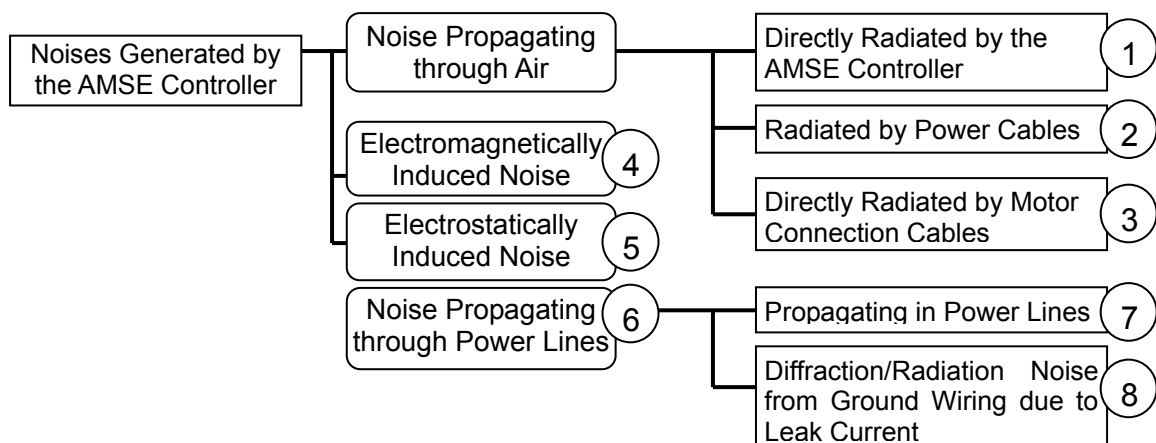 Noises Generated by
the AMSE Controller
Noise Propagating
through Air
Directly Radiated by the
AMSE Controller
1
Radiated by Power Cables
2
Directly Radiated by Motor
Connection Cables
3
Electromagnetically
Induced Noise
4
Electrostatically
Induced Noise
5
Noise Propagating
through Power Lines
6
Propagating in Power Lines
7
Diffraction/Radiation Noise
from Ground Wiring due to
Leak Current
8